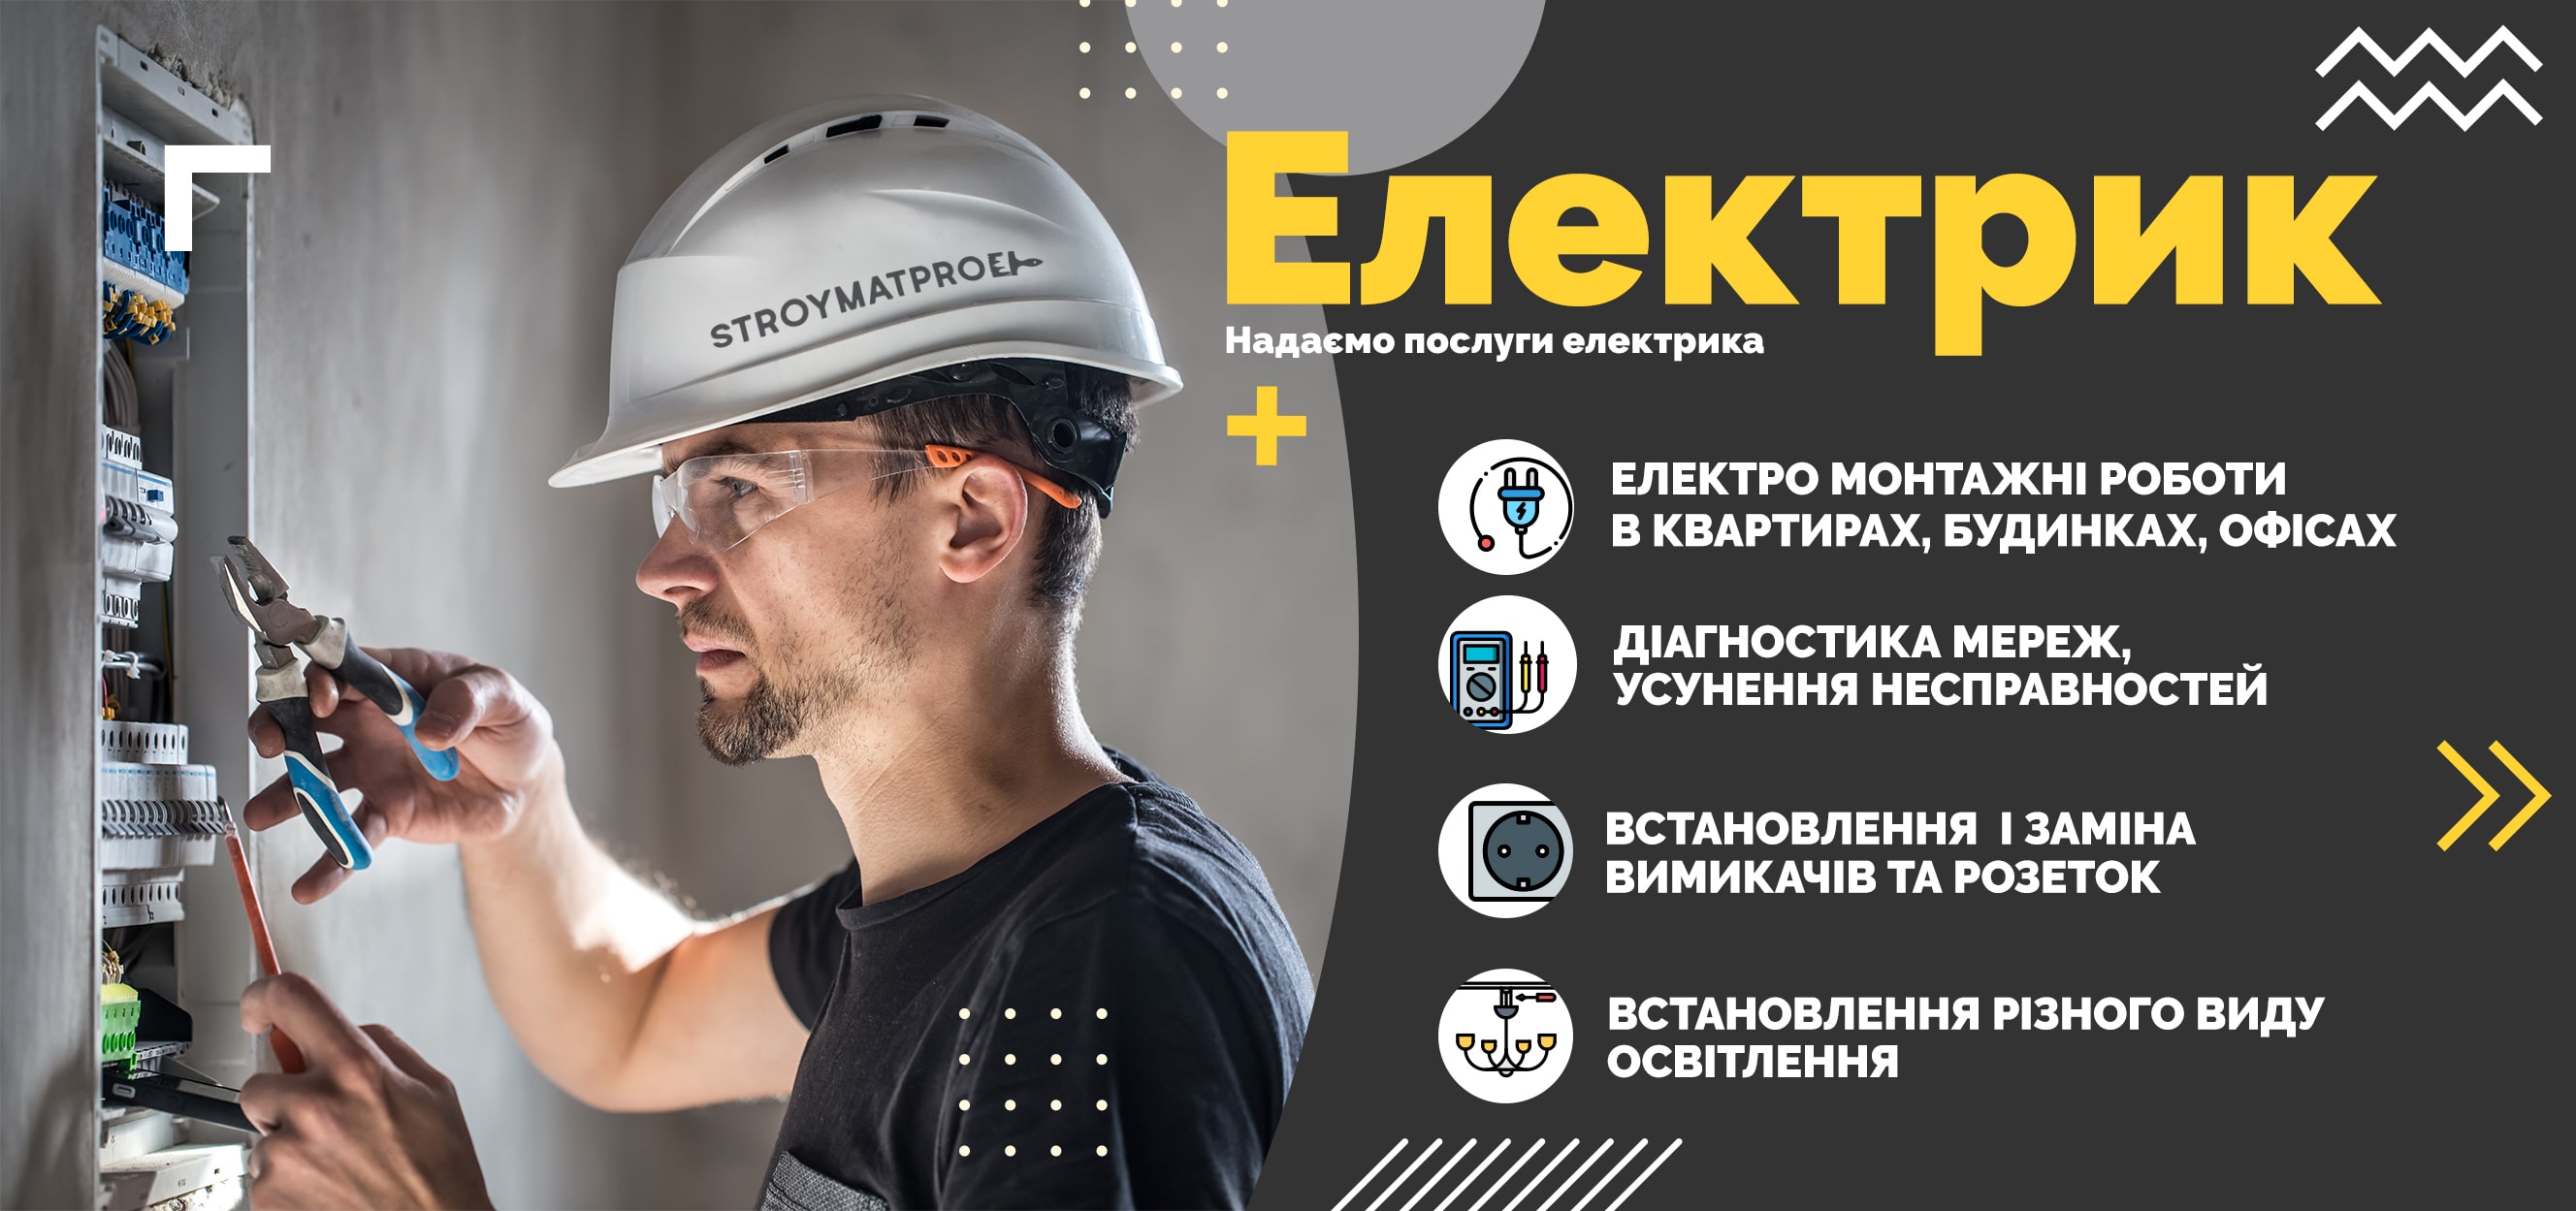 STROYMATPROEK
Електрик
Надаємо послуги електрика
ЕЛЕКТРО МОНТАЖНІ РОБОТИ
В КВАРТИРАХ, БУДИНКАХ, ОФІСАХ
ДІАГНОСТИКА МЕРЕЖ,
УСУНЕННЯ НЕСПРАВНОСТЕЙ
ВСТАНОВЛЕННЯ І ЗАМІНА
ВИМИКАЧІВ ТА РОЗЕТОК
ВСТАНОВЛЕННЯ РІЗНОГО ВИДУ
ОСВІТЛЕННЯ